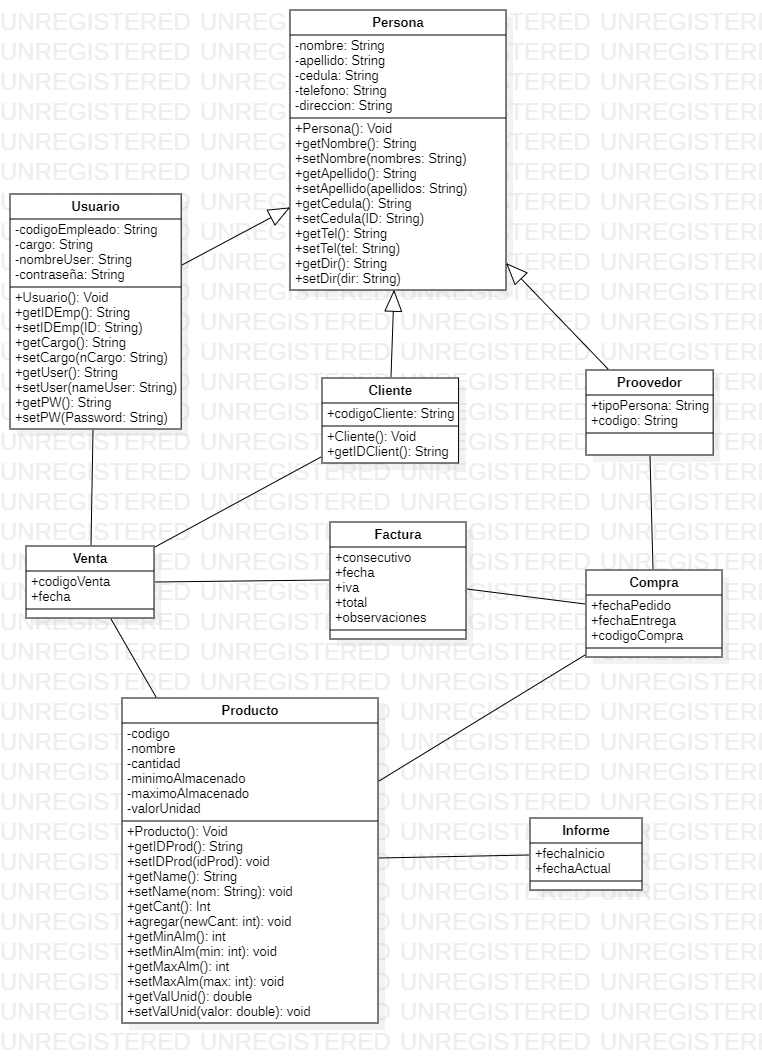 Persona
-nombre: String
-apellido: String
-cedula: String
-telefono: String
-direccion: String
+Persona(): Void
+getNombre(): String
+setNombre(nombres: String)
+getApellido(): String
+setApellido(apellidos: String)
+getCedula(): String
+setCedula(ID: String)
+getTel(): String
+setTel(tel: String)
+getDir(): String
+setDir(dir: String)
Usuario
-codigoEmpleado: String
-cargo: String
-nombreUser: String
-contraseña: String
+Usuario(): Void
+getIDEmp(): String
+setIDEmp(ID: String)
+getCargo(): String
+setCargo(nCargo: String)
+getUser(): String
+setUser(nameUser: String)
+getPW(): String
+setPW(Password: String)
Cliente
+codigoCliente: String
+Cliente(): Void
+getIDClient(): String
Proovedor
+tipoPersona: String
+codigo: String
Venta
+codigoVenta
+fecha
Factura
+consecutivo
+fecha
+iva
+total
+observaciones
Compra
+fechaPedido
+fechaEntrega
+codigoCompra
Producto
-codigo
-nombre
-cantidad
-minimoAlmacenado
-maximoAlmacenado
-valorUnidad
+Producto(): Void
+getIDProd(): String
+setIDProd(idProd): void
+getName(): String
+setName(nom: String): void
+getCant(): Int
+agregar(newCant: int): void
+getMinAlm(): int
+setMinAlm(min: int): void
+getMaxAlm(): int
+setMaxAlm(max: int): void
+getValUnid(): double
+setValUnid(valor: double): void
Informe
+fechaInicio
+fechaActual
UNREGISTERED